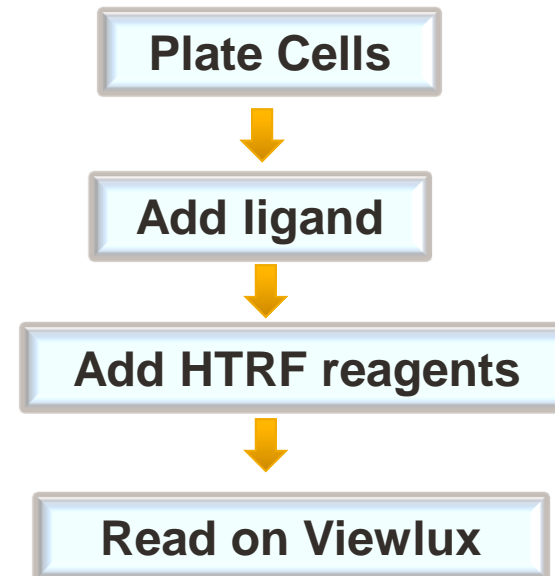 Plate Cells
Add ligand
Add HTRF reagents
Read on Viewlux